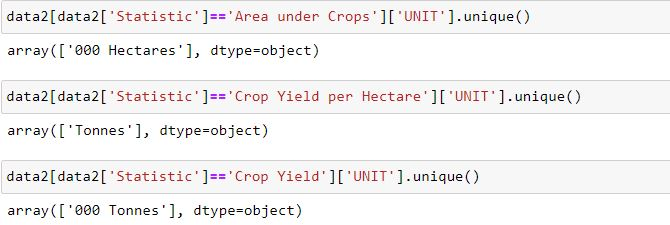 data2[data2['Statistic']=='Area under Crops']['UNIT'].unique()
array(['000 Hectares'], dtype=object)
data2[data2['Statistic']=='Crop Yield per Hectare']['UNIT'].unique()
array(['Tonnes'], dtype=object)
data2[data2['Statistic']=='Crop Yield']['UNIT'].unique()
array(['000 Tonnes'], dtype=object)